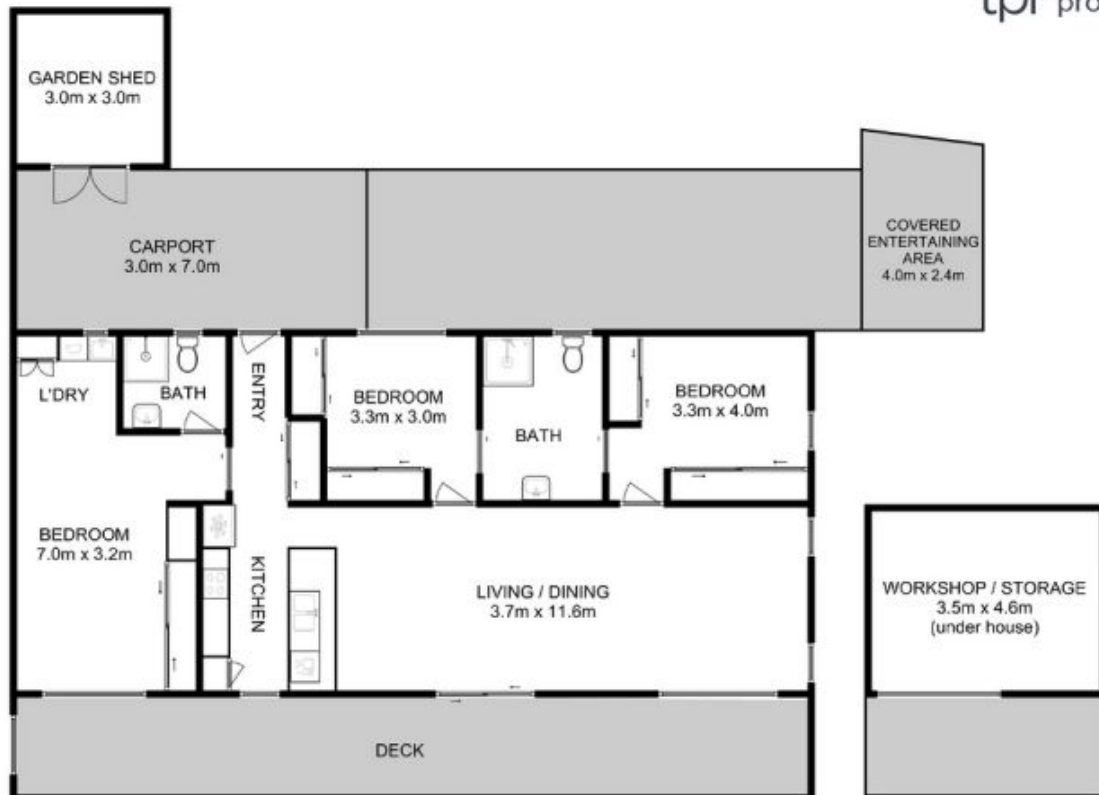 GARDEN SHED
3.0m x 3.0m
CARPORT
3.0m x 7.0m
COVERED
ENTERTAINING
AREA
4.0m x 2.4m
L'DRY
BATH
ENTRY
BEDROOM
3.3m x 3.0m
BATH
BEDROOM
3.3m x 4.0m
BEDROOM
7.0m x 3.2m
KITCHEN
LIVING / DINING
3.7m x 11.6m
WORKSHOP / STORAGE
3.5m x 4.6m
(under house)
DECK